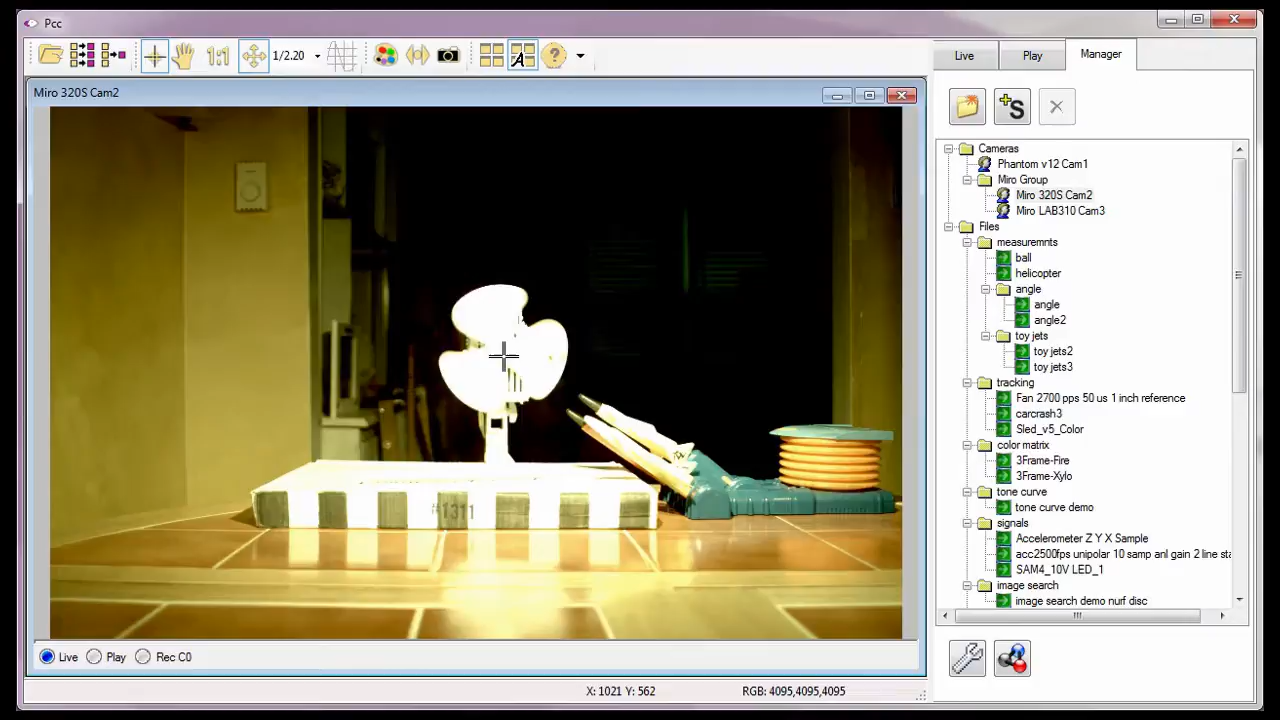 Pcc
1:1
1/2.20
A
?
Miro 320S Cam2
#1311
Live
Play
Rec C0
X: 1021 Y: 562
RGB: 4095,4095,4095
Live
Play
Manager
+S
Cameras
Phantom v12 Cam1
Miro Group
Miro 320S Cam2
Miro LAB310 Cam3
Files
measuremnts
ball
helicopter
angle
angle
angle2
toy jets
toy jets2
toy jets3
tracking
Fan 2700 pps 50 us 1 inch reference
carcrash3
Sled_v5_Color
color matrix
3Frame-Fire
3Frame-Xylo
tone curve
tone curve demo
signals
Accelerometer Z Y X Sample
acc2500fps unipolar 10 samp anl gain 2 line sta
SAM4_10V LED_1
image search
image search demo nurf disc